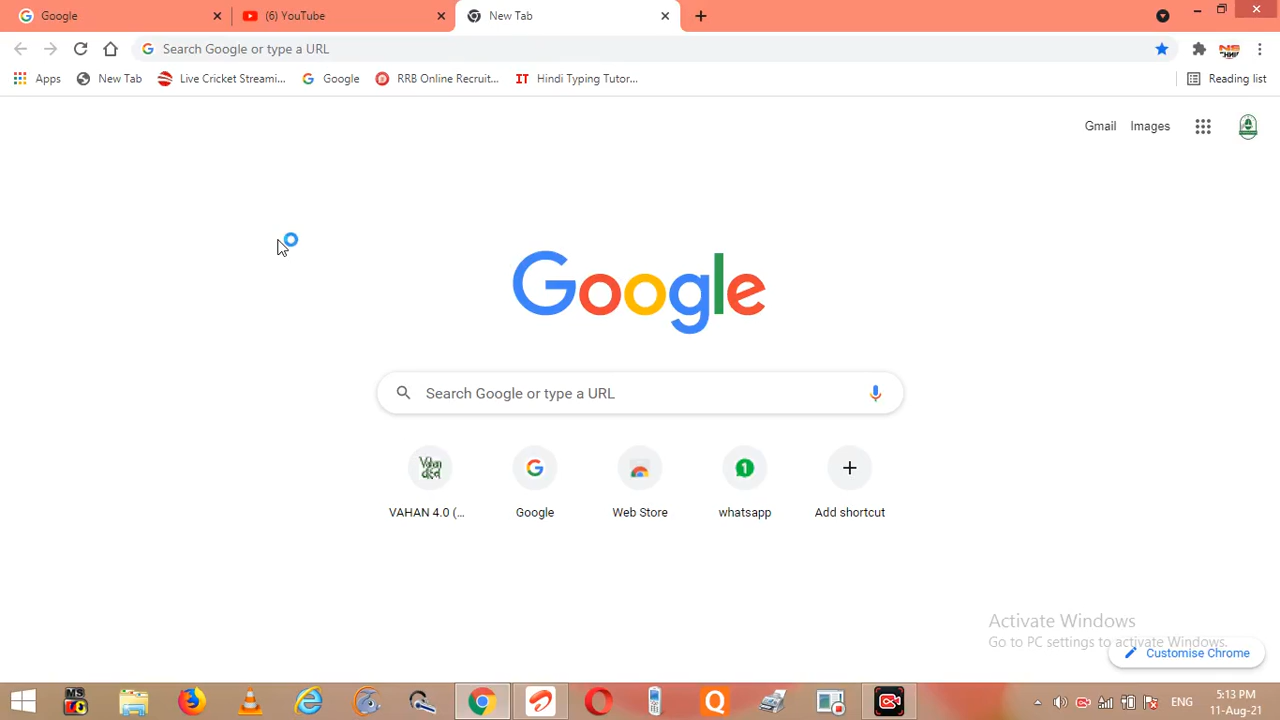 Google
(6) YouTube
New Tab
Search Google or type a URL
Apps
New Tab
Live Cricket Streami...
Google
RRB Online Recruit...
IT Hindi Typing Tutor...
Reading list
Gmail
Images
Google
Search Google or type a URL
1
VAHAN 4.0 (...
Google
Web Store
whatsapp
Add shortcut
Activate Windows
Go to PC settings to activate Windows.
Customise Chrome
MS
Q
ENG
5:13 PM
11-Aug-21